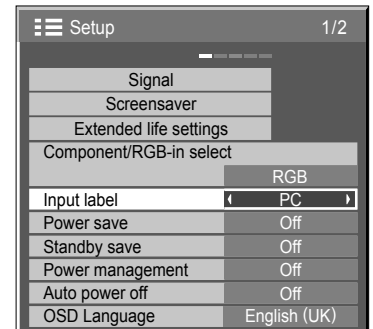 Setup 1/2
Signal
Screensaver
Extended life settings
Component/RGB-in select
RGB
Input label PC
Power save Off
Standby save Off
Power management Off
Auto power off Off
OSD Language English (UK)